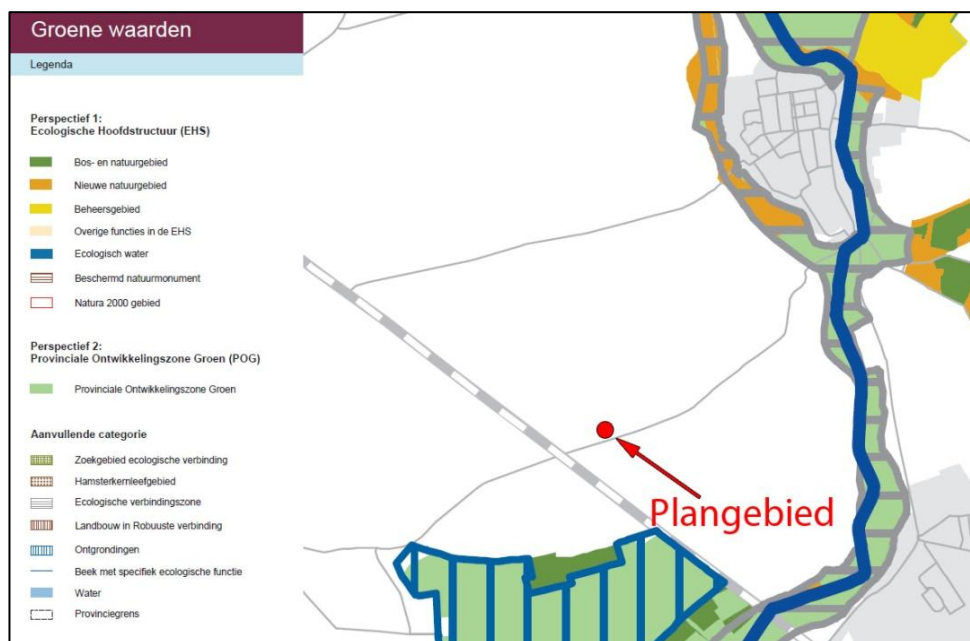 Groene waarden
Legenda
Perspectief 1:
Ecologische Hoofdstructuur (EHS)
Bos- en natuurgebied
Nieuwe natuurgebied
Beheersgebied
Overige functies in de EHS
Ecologisch water
Beschermd natuurmonument
Natura 2000 gebied
Perspectief 2:
Provinciale Ontwikkelingszone Groen (POG)
Provinciale Ontwikkelingszone Groen
Aanvullende categorie
Zoekgebied ecologische verbinding
Hamsterkernleefgebied
Ecologische verbindingszone
Landbouw in Robuuste verbinding
Ontgrondingen
Beek met specifiek ecologische functie
Water
Provinciegrens
Plangebied